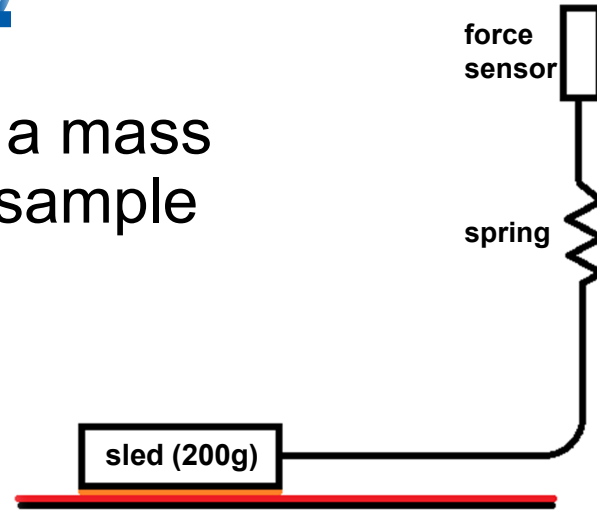 a mass
sample
force
sensor
spring
sled (200g)